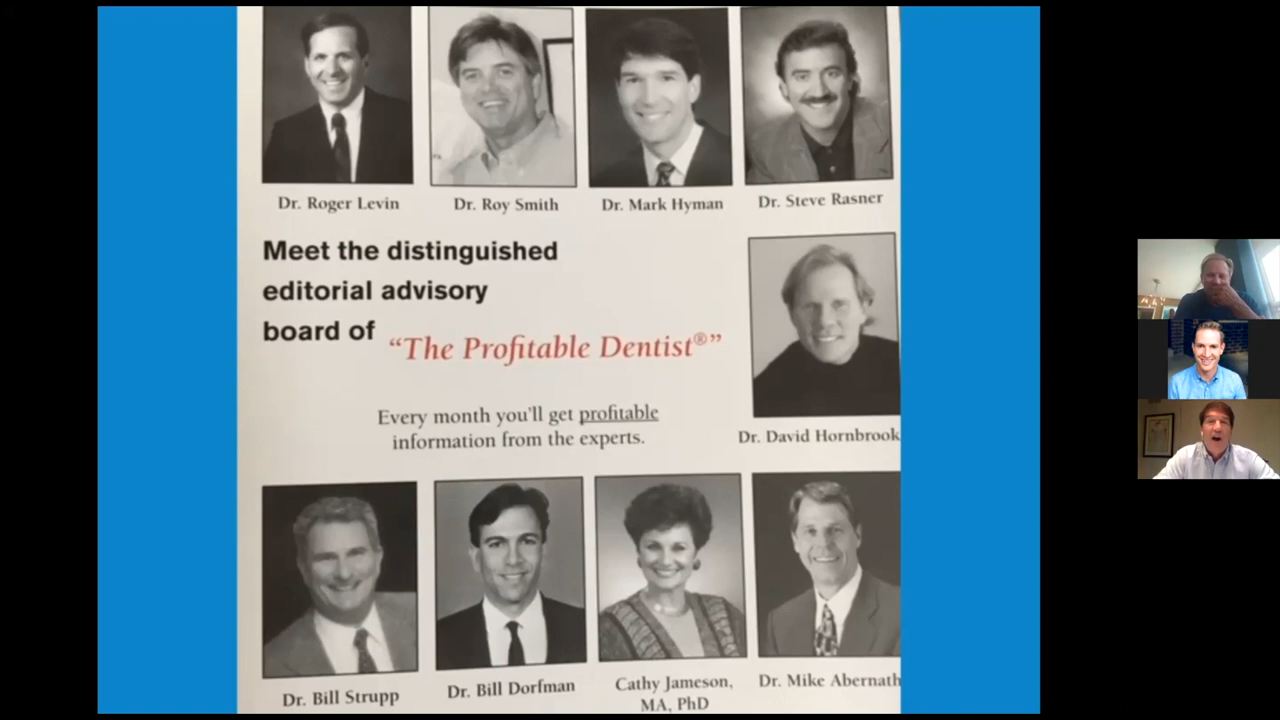 Dr. Roger Levin
Dr. Roy Smith
Dr. Mark Hyman
Dr. Steve Rasner
Meet the distinguished
editorial advisory
board of “The Profitable Dentist®”
Every month you'll get profitable
information from the experts.
Dr. David Hornbrook
Dr. Bill Strupp
Dr. Bill Dorfman
Cathy Jameson,
MA, PhD
Dr. Mike Abernath